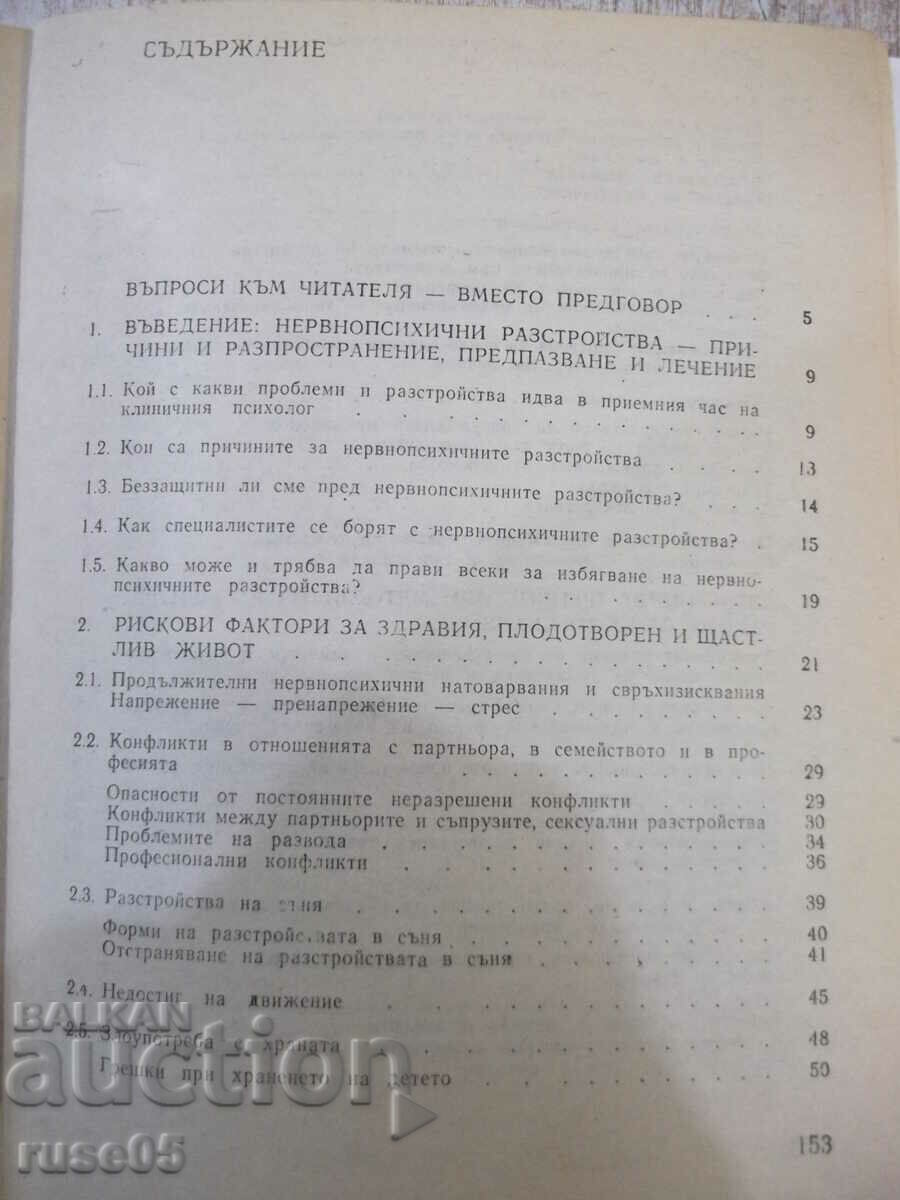 СЪДЪРЖАНИЕ
ВЪПРОСИ КЪМ ЧИТАТЕЛЯ — ВМЕСТО ПРЕДГОВОР . . . 5
1. ВЪВЕДЕНИЕ: НЕРВНОПСИХИЧНИ РАЗСТРОЙСТВА — ПРИ-
ЧИНИ И РАЗПРОСТРАНЕНИЕ, ПРЕДПАЗВАНЕ И ЛЕЧЕНИЕ 9
1.1. Кой с какви проблеми и разстройства идва в приемния час на
клиничния психолог . . . . . . . . . . . 9
1.2. Кои са причините за нервнопсихичните разстройства . . . . 13
1.3. Беззащитни ли сме пред нервнопсихичните разстройства? . . . 14
1.4. Как специалистите се борят с нервнопсихичните разстройства? . 15
1.5. Какво може и трябва да прави всеки за избягване на нервно-
психичните разстройства? . . . . . . . . . . 19
2. РИСКОВИ ФАКТОРИ ЗА ЗДРАВИЯ, ПЛОДОТВОРЕН И ЩАСТ-
ЛИВ ЖИВОТ . . . . . . . . . . . . . 21
2.1. Продължителни нервнопсихични натоварвания и свръхизисквания
Напрежение — пренапрежение — стрес . . . . . . . . 23
2.2. Конфликти в отношенията с партньора, в семейството и в про-
фесията . . . . . . . . . . . . . 29
Опасности от постоянните неразрешени конфликти . . . . . 29
Конфликти между партньорите и съпрузите, сексуални разстройства 30
Проблемите на развода . . . . . . . . . . . 34
Професионални конфликти . . . . . . . . . . 36
2.3. Разстройства на съня . . . . . . . . . . . 39
Форми на разстройствата в съня . . . . . . . . . 40
Отстраняване на разстройствата в съня . . . . . . . 41
2.4. Недостиг на движение . . . . . . . . . . 45
2.5. Злоупотреба с храната . . . . . . . . . . 48
Грешки при храненето на детето . . . . . . . . 50
153
BALKAN
auction
ruse05